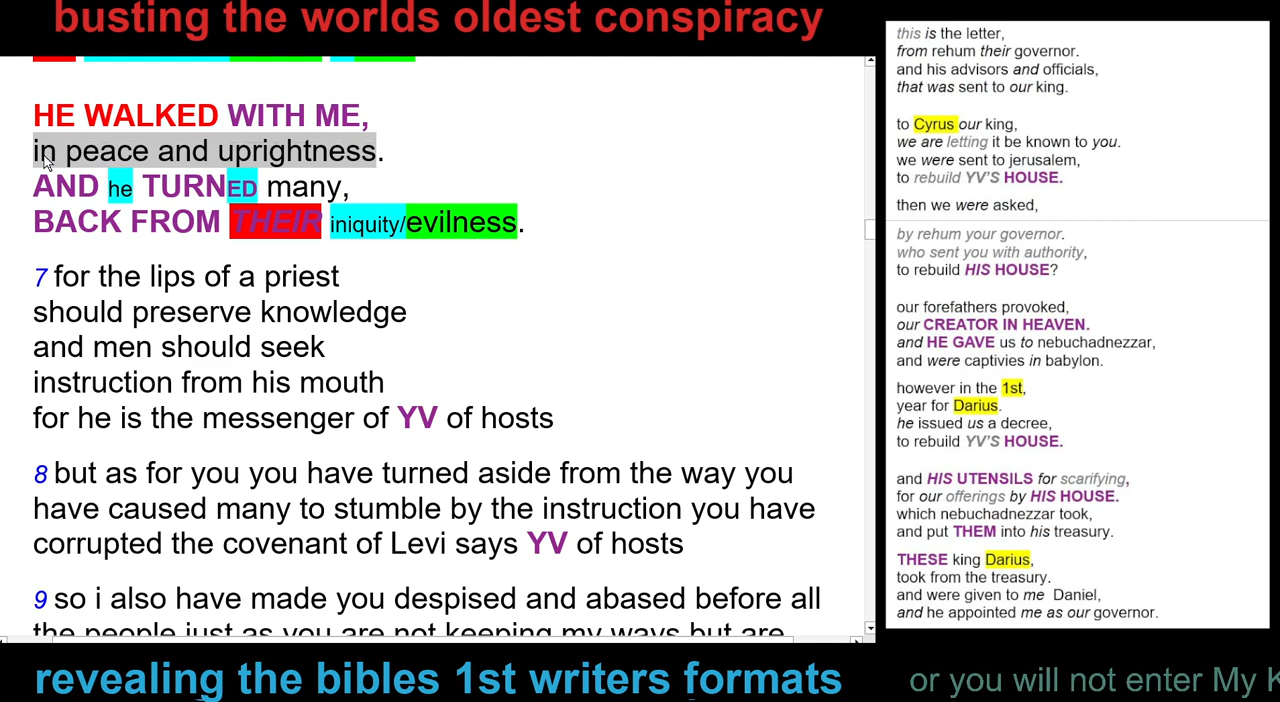 busting the worlds oldest conspiracy
HE WALKED WITH ME,
in peace and uprightness.
AND he TURNED many,
BACK FROM THEIR iniquity/evilness.
7 for the lips of a priest
should preserve knowledge
and men should seek
instruction from his mouth
for he is the messenger of YV of hosts
8 but as for you you have turned aside from the way you
have caused many to stumble by the instruction you have
corrupted the covenant of Levi says YV of hosts
9 so i also have made you despised and abased before all
the people just as you are not keeping my ways but are
this is the letter,
from rehum their governor.
and his advisors and officials,
that was sent to our king.
to Cyrus our king,
we are letting it be known to you.
we were sent to jerusalem,
to rebuild YV'S HOUSE.
then we were asked,
by rehum your governor.
who sent you with authority,
to rebuild HIS HOUSE?
our forefathers provoked,
our CREATOR IN HEAVEN.
and HE GAVE us to nebuchadnezzar,
and were captivies in babylon.
however in the 1st,
year for Darius.
he issued us a decree,
to rebuild YV'S HOUSE.
and HIS UTENSILS for scarifying,
for our offerings by HIS HOUSE.
which nebuchadnezzar took,
and put THEM into his treasury.
THESE king Darius,
took from the treasury.
and were given to me Daniel,
and he appointed me as our governor.
revealing the bibles 1st writers formats
or you will not enter My